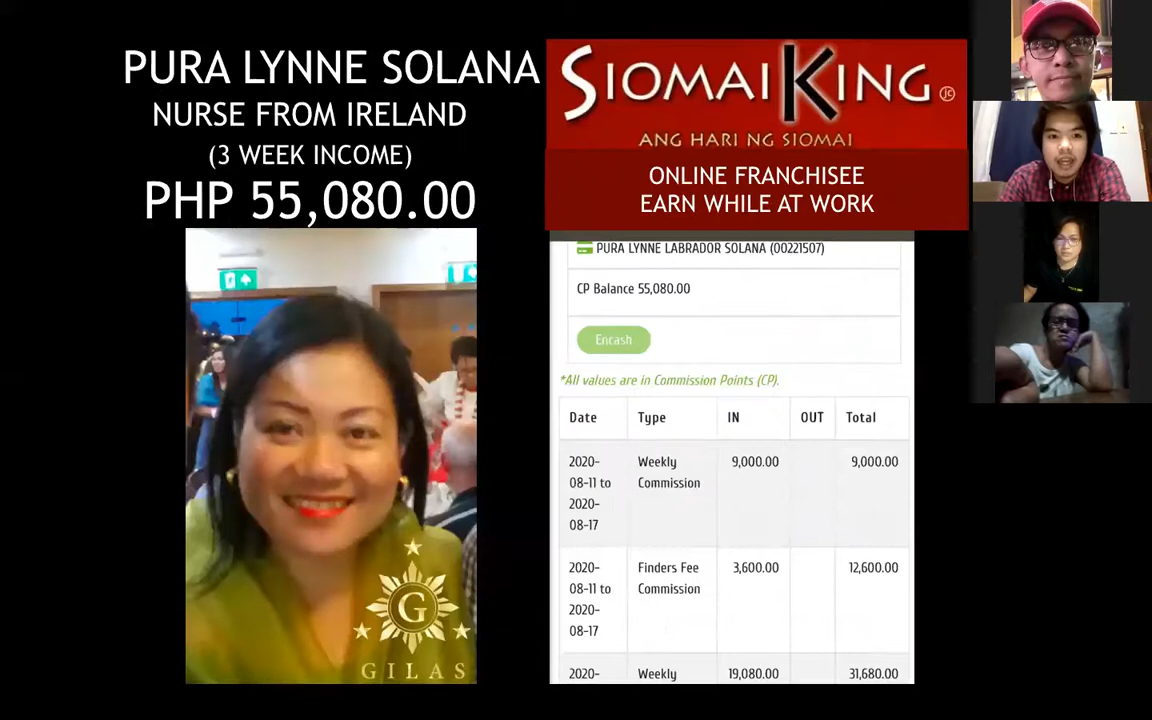 PURA LYNNE SOLANA
NURSE FROM IRELAND
(3 WEEK INCOME)
PHP 55,080.00
SIOMAI KING JC
ANG HARI NG SIOMAI
ONLINE FRANCHISEE
EARN WHILE AT WORK
PURA LYNNE LABRADOR SOLANA (00221507)
CP Balance 55,080.00
Encash
*All values are in Commission Points (CP).
Date Type IN OUT Total
2020-08-11 to 2020-08-17 Weekly Commission 9,000.00 9,000.00
2020-08-11 to 2020-08-17 Finders Fee Commission 3,600.00 12,600.00
2020- Weekly 19,080.00 31,680.00
G
GILAS